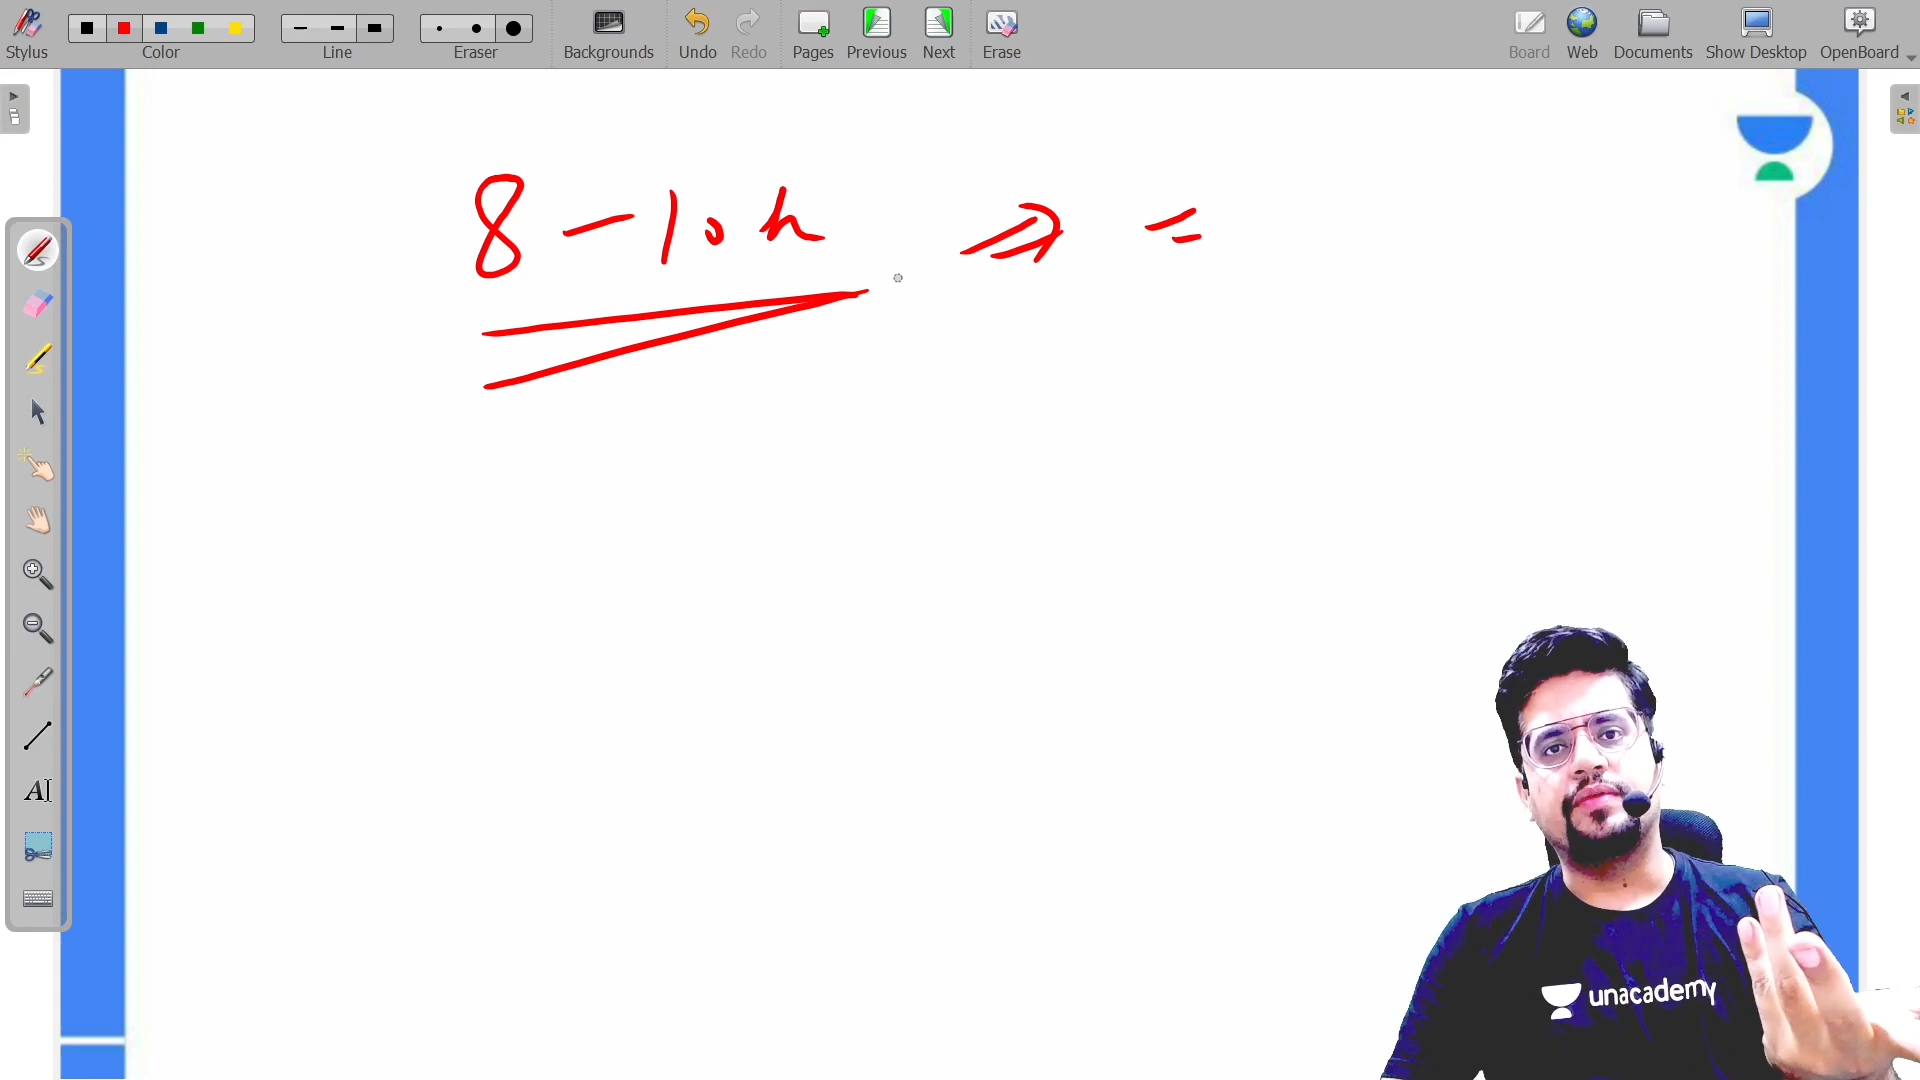 Stylus Color Line Eraser Backgrounds Undo Redo Pages Previous Next Erase Board Web Documents Show Desktop OpenBoard
8 - 10 h ⇒ =
AI
unacademy